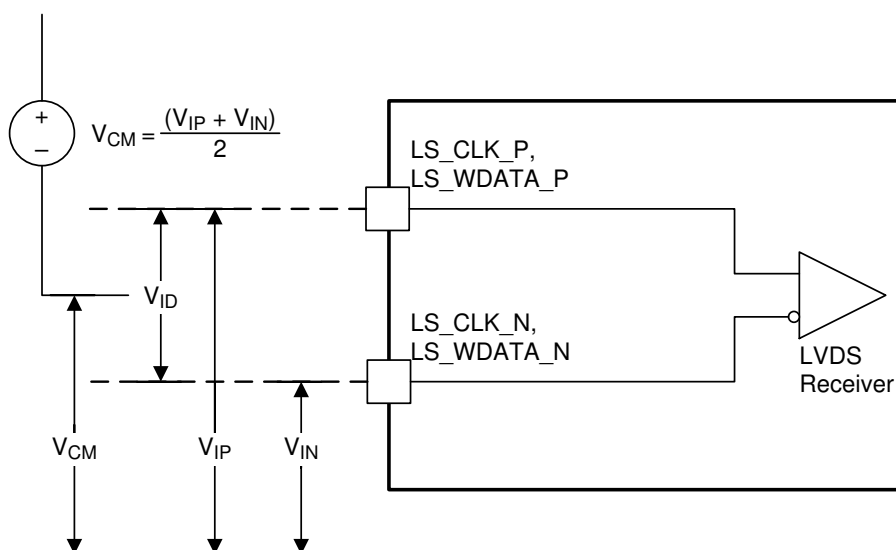 +
–
V_CM = (V_IP + V_IN)
2
LS_CLK_P,
LS_WDATA_P
V_ID
LS_CLK_N,
LS_WDATA_N
LVDS
Receiver
V_CM
V_IP
V_IN